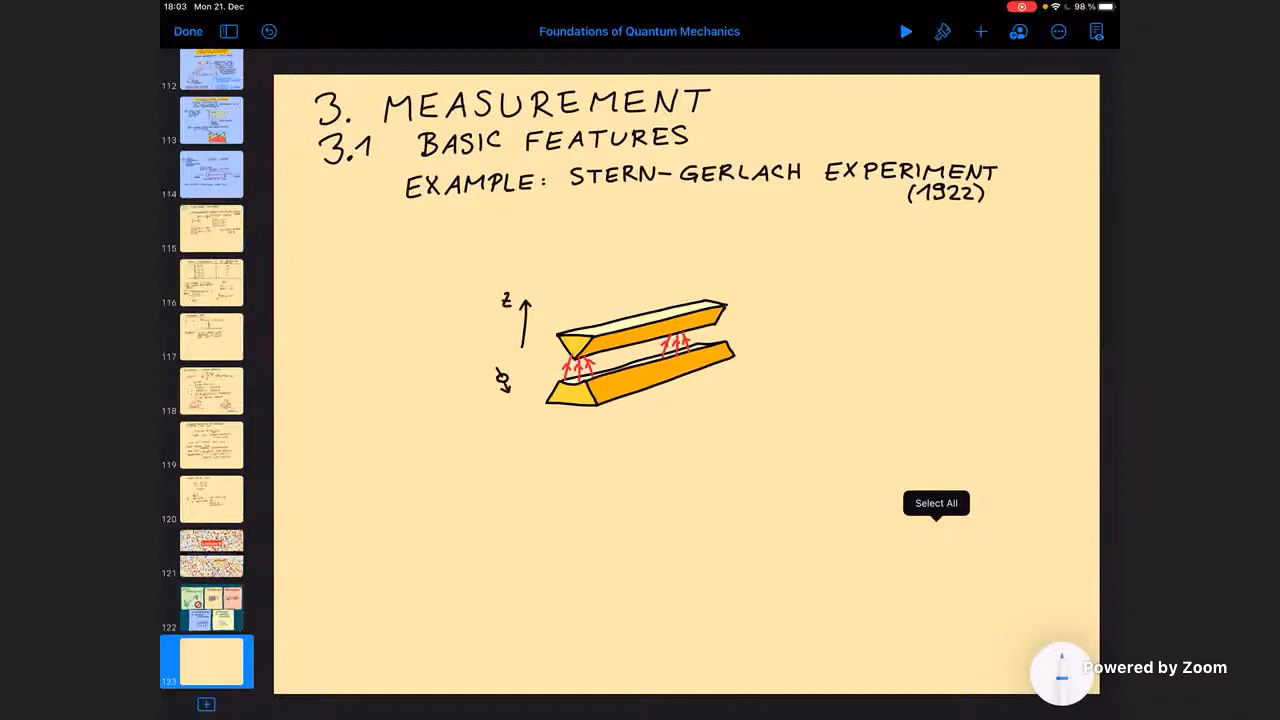 18:03 Mon 21. Dec
98 %
Done
Foundations of Quantum Mechanics
112
113
114
115
116
117
118
119
120
121
122
123
3. MEASUREMENT
3.1 BASIC FEATURES
EXAMPLE: STERN-GERLACH EXPERIMENT
(1922)
z
Select All
Powered by Zoom